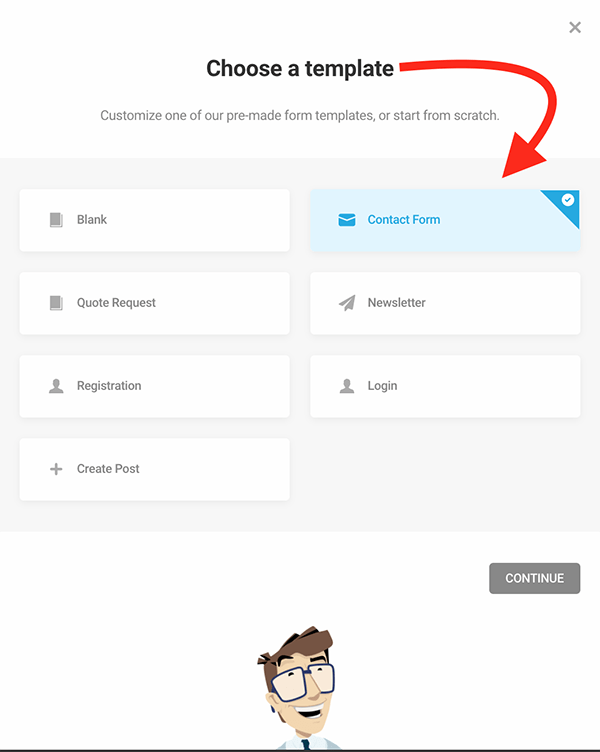 Choose a template
Customize one of our pre-made form templates, or start from scratch.
Blank
Contact Form
Quote Request
Newsletter
Registration
Login
Create Post
CONTINUE